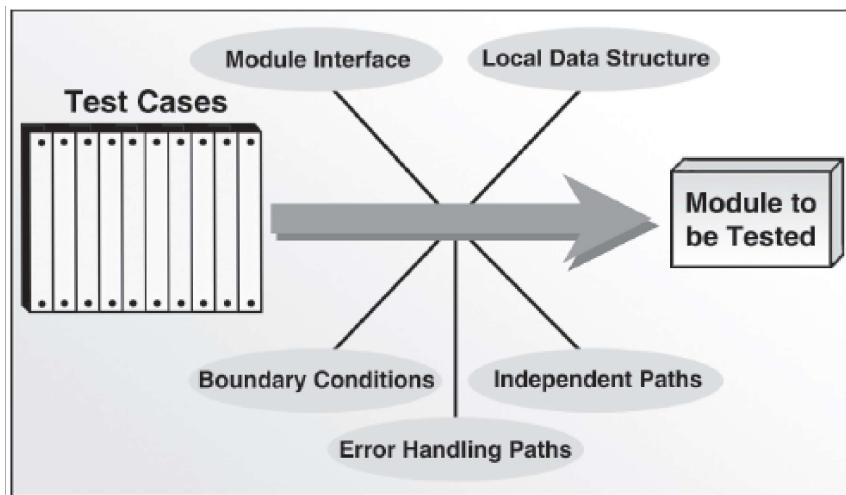 Module Interface
Local Data Structure
Test Cases
Module to
be Tested
Boundary Conditions
Independent Paths
Error Handling Paths